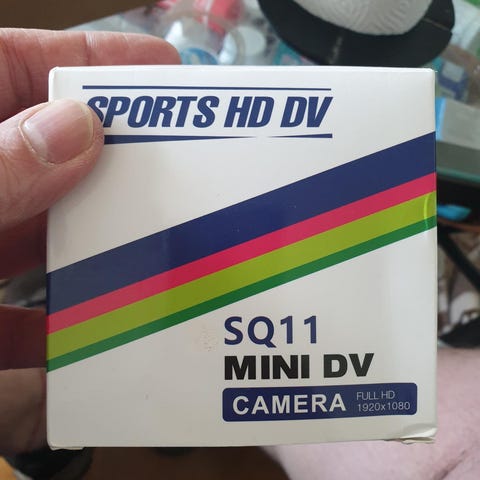 SPORTS HD DV
SQ11
MINI DV
CAMERA
FULL HD
1920x1080